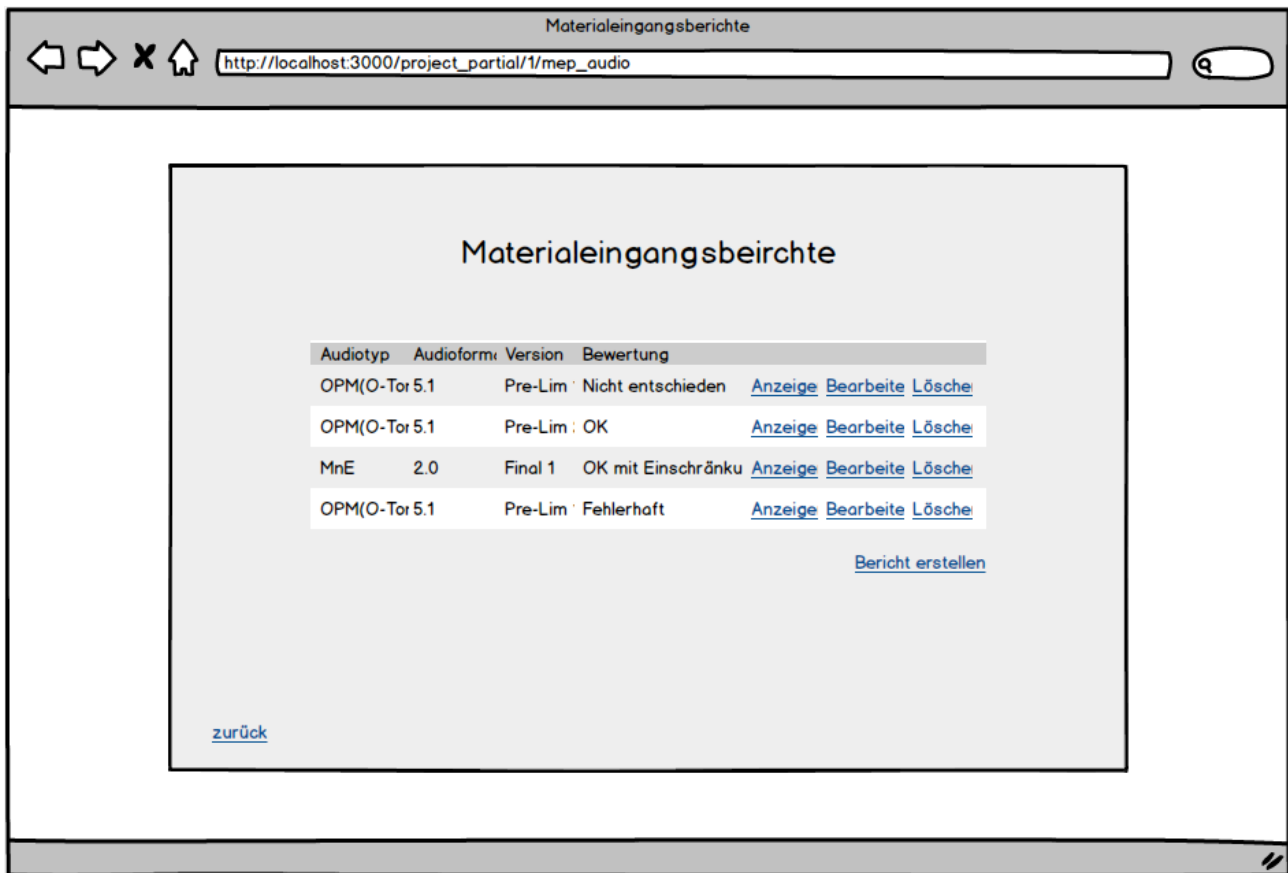 Materialeingangsberichte
http://localhost:3000/project_partial/1/mep_audio
Materialeingangsbeirchte
Audiotyp Audioform Version Bewertung
OPM(O-Tor 5.1 Pre-Lim Nicht entschieden Anzeige Bearbeite Lösche
OPM(O-Tor 5.1 Pre-Lim OK Anzeige Bearbeite Lösche
MnE 2.0 Final 1 OK mit Einschränku Anzeige Bearbeite Lösche
OPM(O-Tor 5.1 Pre-Lim Fehlerhaft Anzeige Bearbeite Lösche
Bericht erstellen
zurück